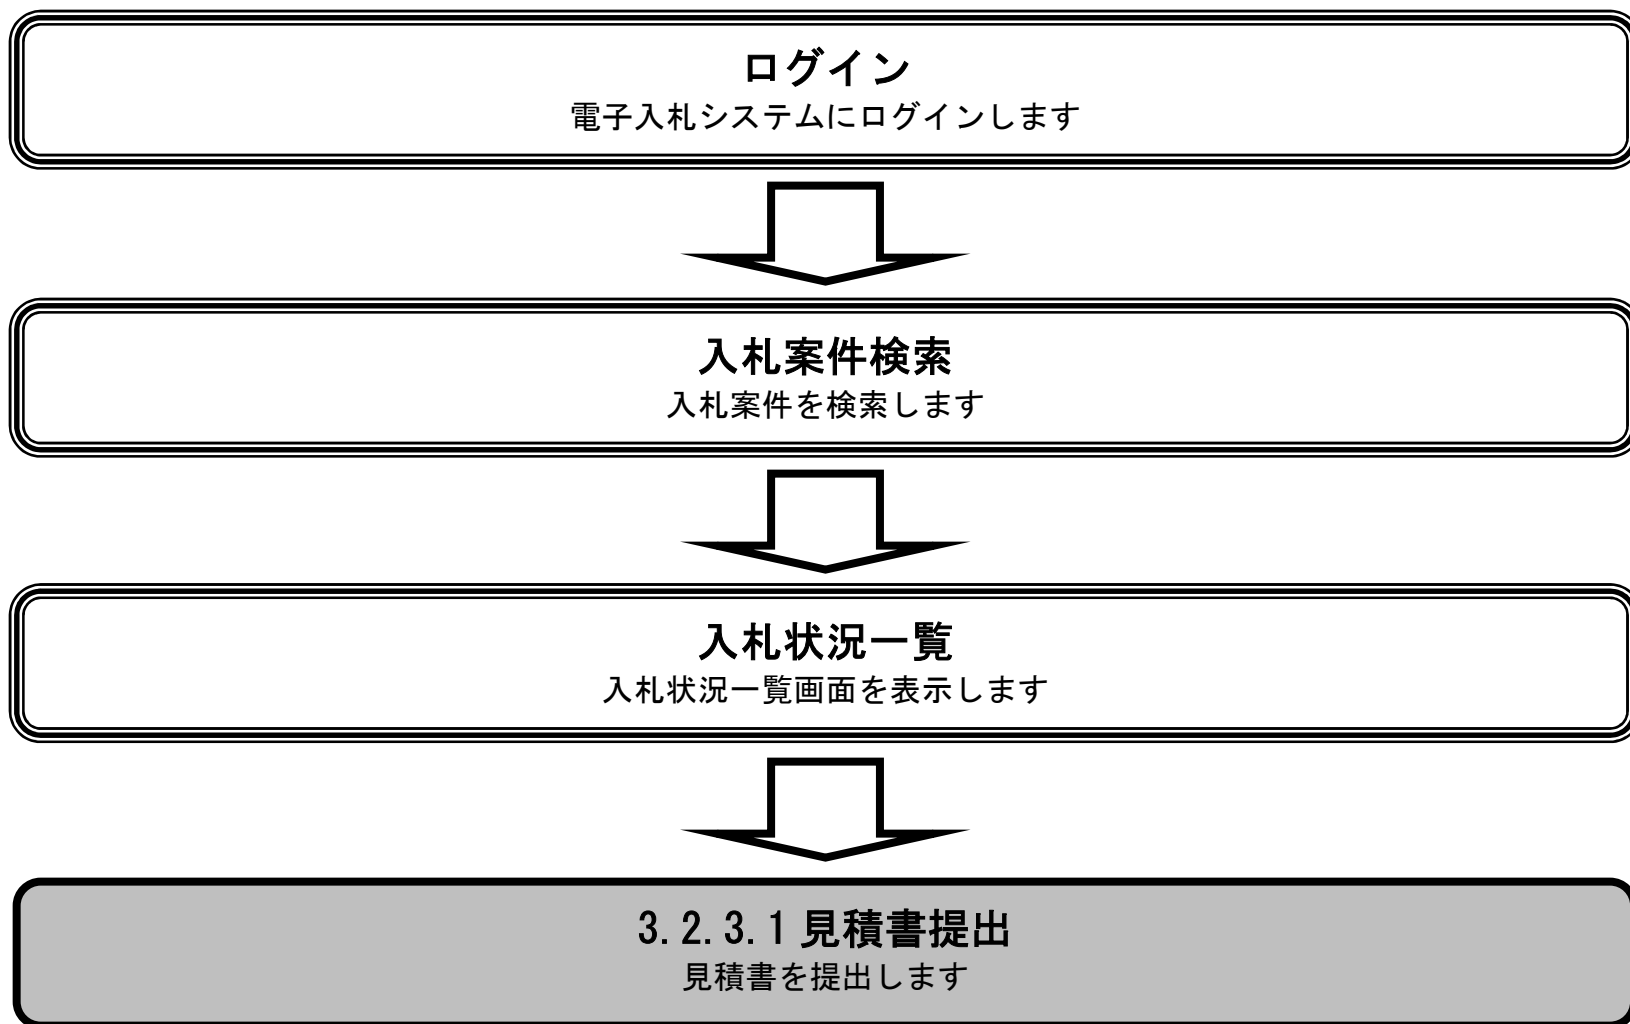 ログイン
電子入札システムにログインします
入札案件検索
入札案件を検索します
入札状況一覧
入札状況一覧画面を表示します
3.2.3.1 見積書提出
見積書を提出します